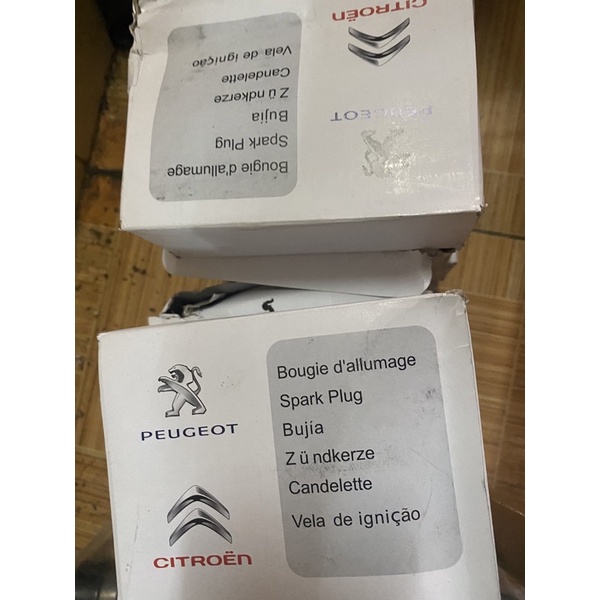 CITROËN
PEUGEOT
Bougie d'allumage
Spark Plug
Bujia
Z ü ndkerze
Candelette
Vela de ignição
PEUGEOT
CITROËN
Bougie d'allumage
Spark Plug
Bujía
Z ü ndkerze
Candelette
Vela de ignição